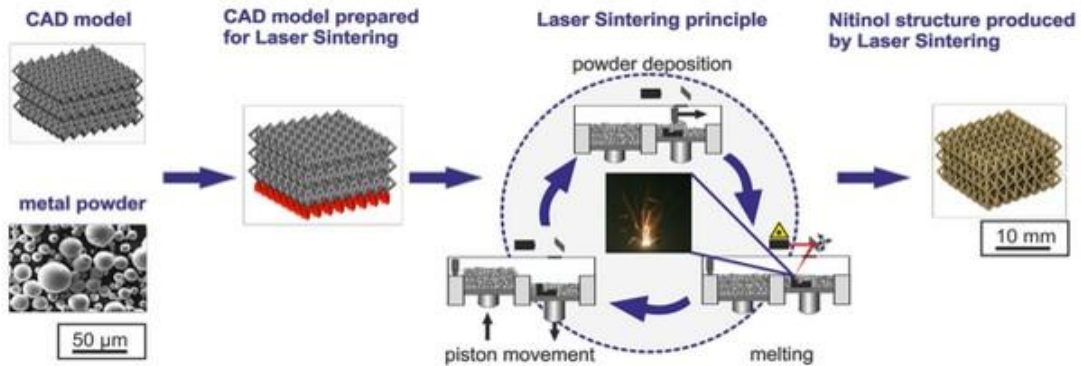 CAD model
CAD model prepared
for Laser Sintering
Laser Sintering principle
Nitinol structure produced
by Laser Sintering
powder deposition
metal powder
50 µm
10 mm
piston movement
melting